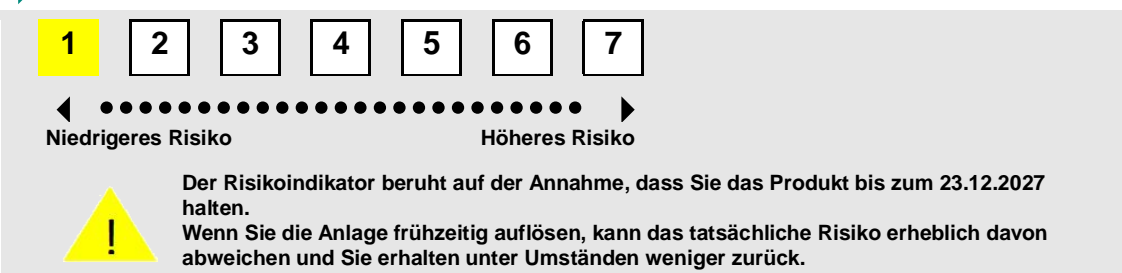 1 2 3 4 5 6 7
Niedrigeres Risiko Höheres Risiko
Der Risikoindikator beruht auf der Annahme, dass Sie das Produkt bis zum 23.12.2027
halten.
Wenn Sie die Anlage frühzeitig auflösen, kann das tatsächliche Risiko erheblich davon
abweichen und Sie erhalten unter Umständen weniger zurück.
!